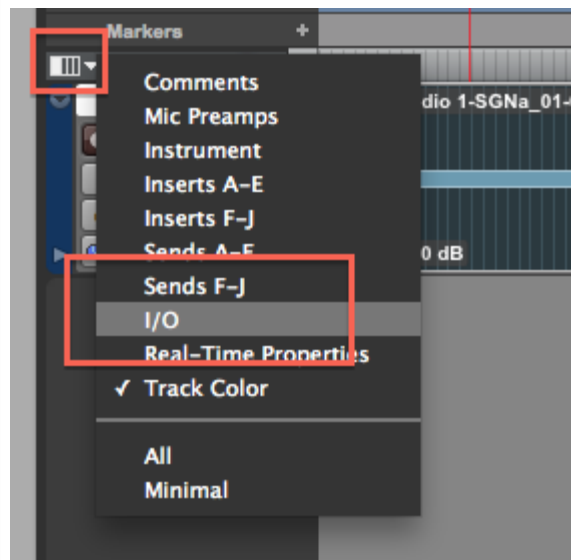 Markers +
dio 1-SGNa_01-
Comments
Mic Preamps
Instrument
Inserts A–E
Inserts F–J
Sends A–E
0 dB
Sends F–J
I/O
Real–Time Properties
✓ Track Color
All
Minimal